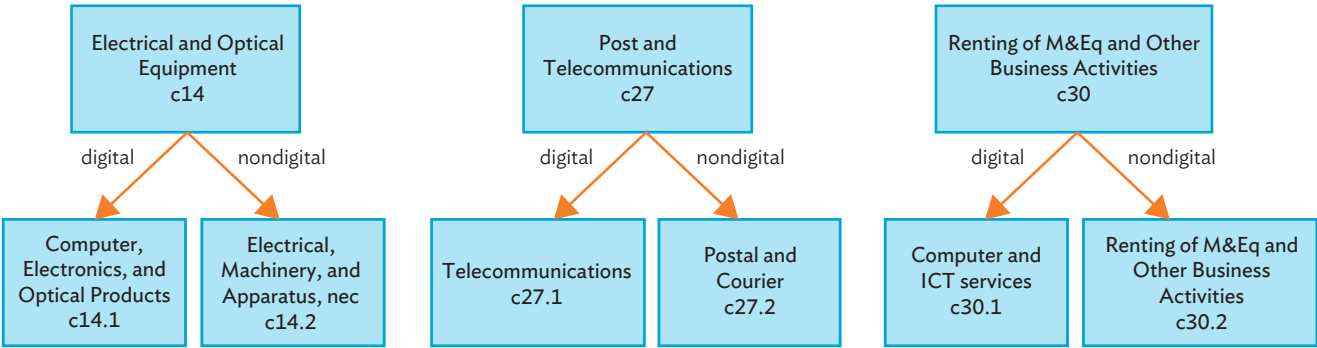 Electrical and Optical
Equipment
c14
Post and
Telecommunications
c27
Renting of M&Eq and Other
Business Activities
c30
digital
nondigital
digital
nondigital
digital
nondigital
Computer,
Electronics, and
Optical Products
c14.1
Electrical,
Machinery, and
Apparatus, nec
c14.2
Telecommunications
c27.1
Postal and
Courier
c27.2
Computer and
ICT services
c30.1
Renting of M&Eq and
Other Business
Activities
c30.2